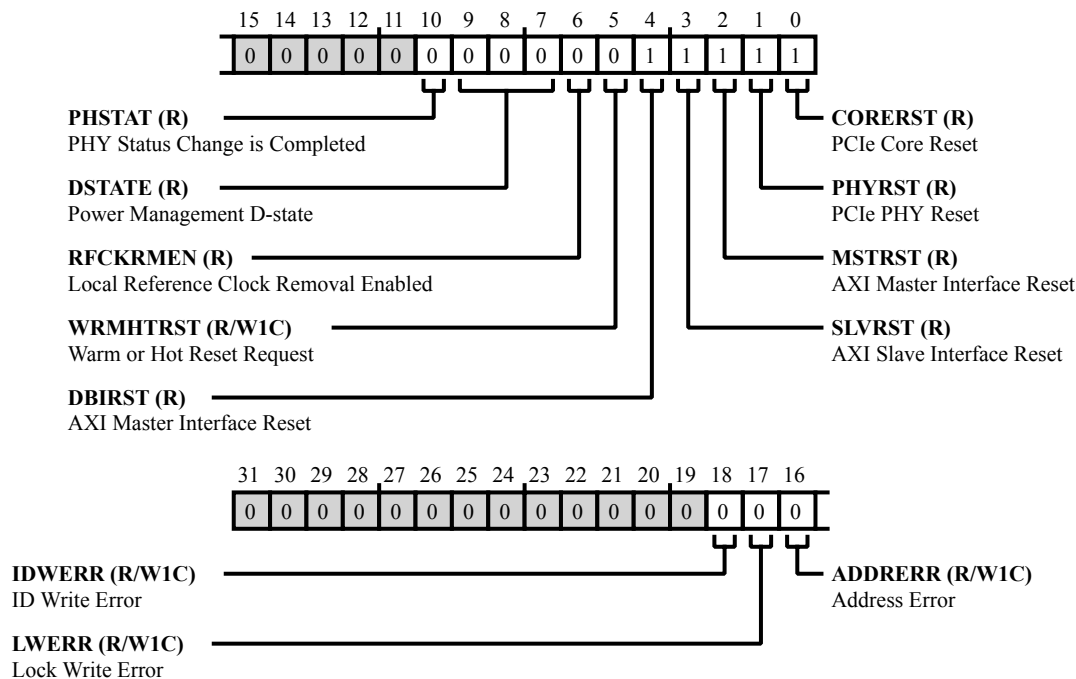 15 14 13 12 11 10 9 8 7 6 5 4 3 2 1 0
0 0 0 0 0 0 0 0 0 0 0 1 1 1 1 1
PHSTAT (R)
PHY Status Change is Completed
DSTATE (R)
Power Management D-state
RFCKRMEN (R)
Local Reference Clock Removal Enabled
WRMHTRST (R/W1C)
Warm or Hot Reset Request
DBIRST (R)
AXI Master Interface Reset
CORERST (R)
PCIe Core Reset
PHYRST (R)
PCIe PHY Reset
MSTRST (R)
AXI Master Interface Reset
SLVRST (R)
AXI Slave Interface Reset
31 30 29 28 27 26 25 24 23 22 21 20 19 18 17 16
0 0 0 0 0 0 0 0 0 0 0 0 0 0 0 0
IDWERR (R/W1C)
ID Write Error
LWERR (R/W1C)
Lock Write Error
ADDRERR (R/W1C)
Address Error